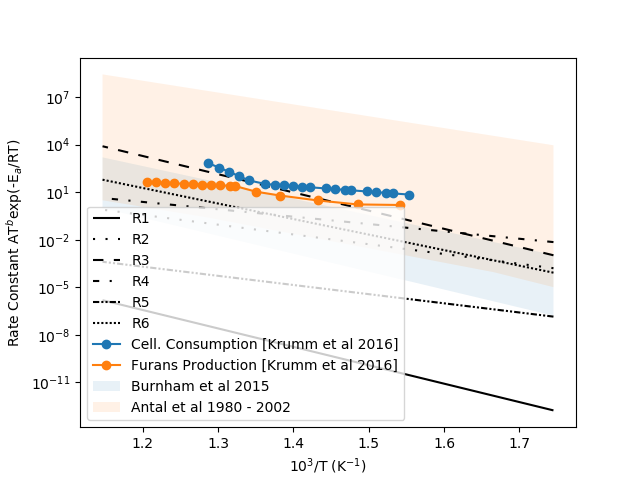 10^7
10^4
10^1
10^−2
10^−5
10^−8
10^−11
Rate Constant AT^bexp(-E_a/RT)
R1
R2
R3
R4
R5
R6
Cell. Consumption [Krumm et al 2016]
Furans Production [Krumm et al 2016]
Burnham et al 2015
Antal et al 1980 - 2002
1.2 1.3 1.4 1.5 1.6 1.7
10^3/T (K^−1)